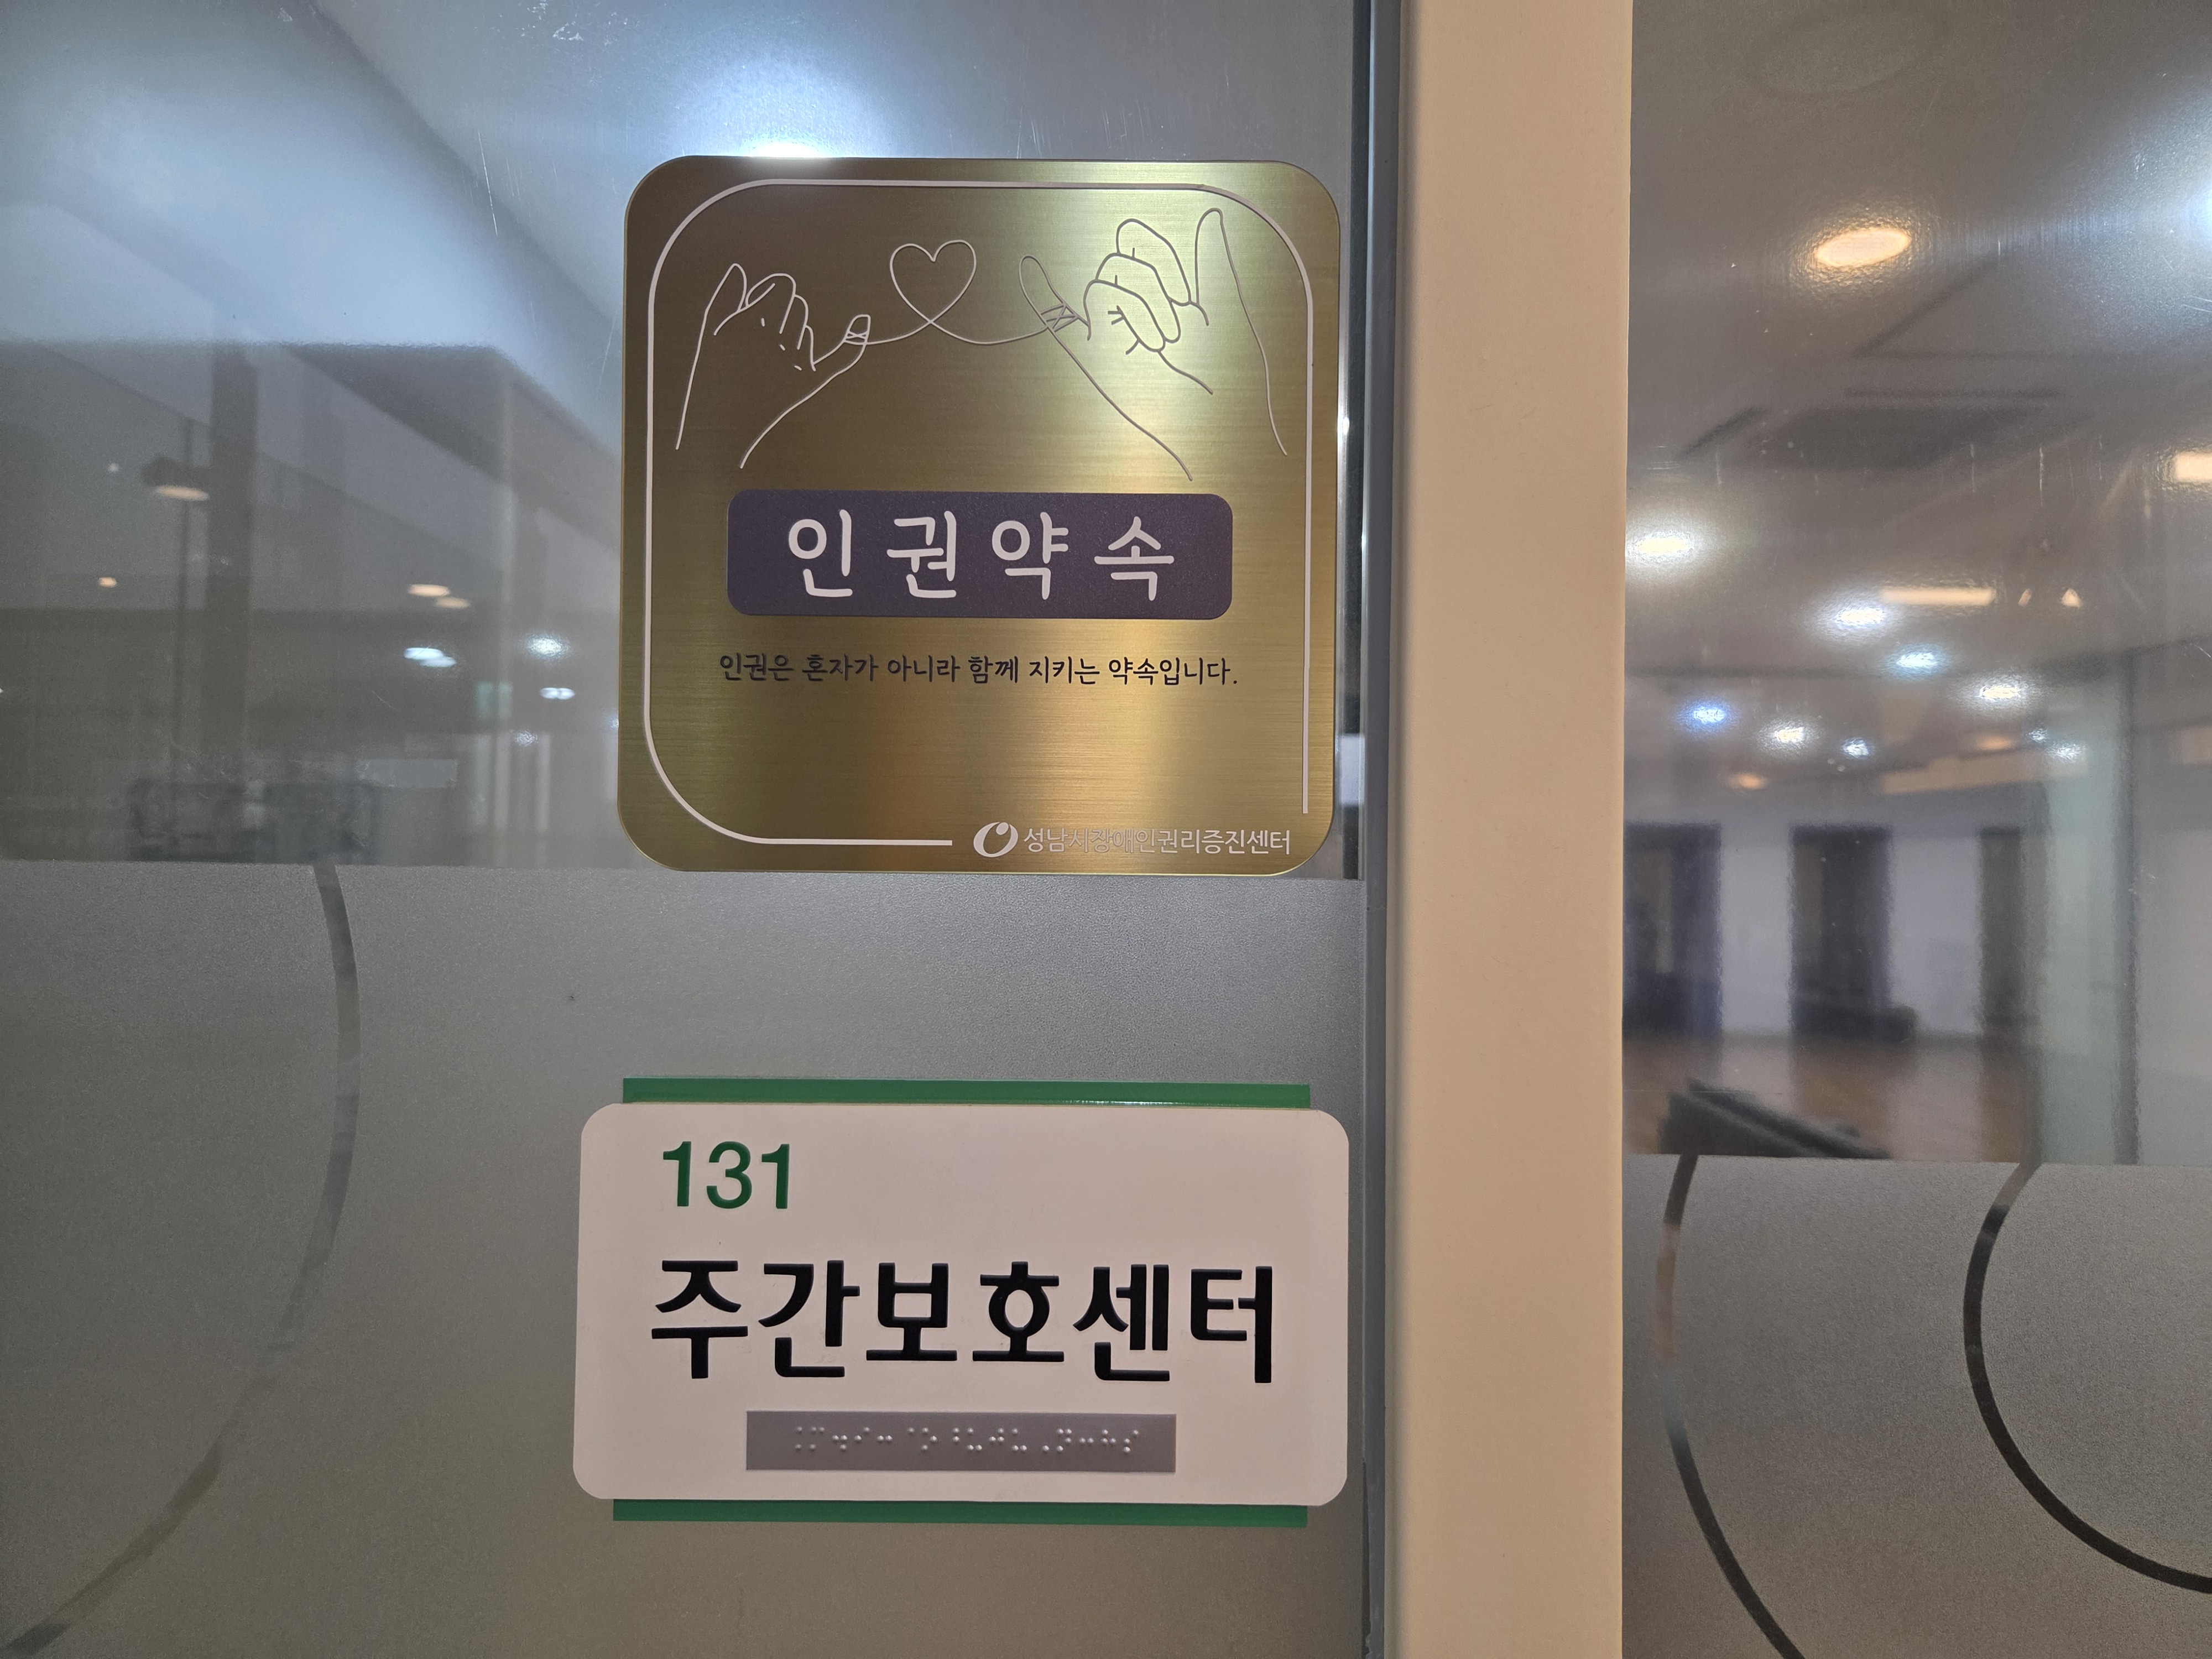 인권약속
인권은 혼자가 아니라 함께 지키는 약속입니다.
성남시장애인권리증진센터
131
주간보호센터